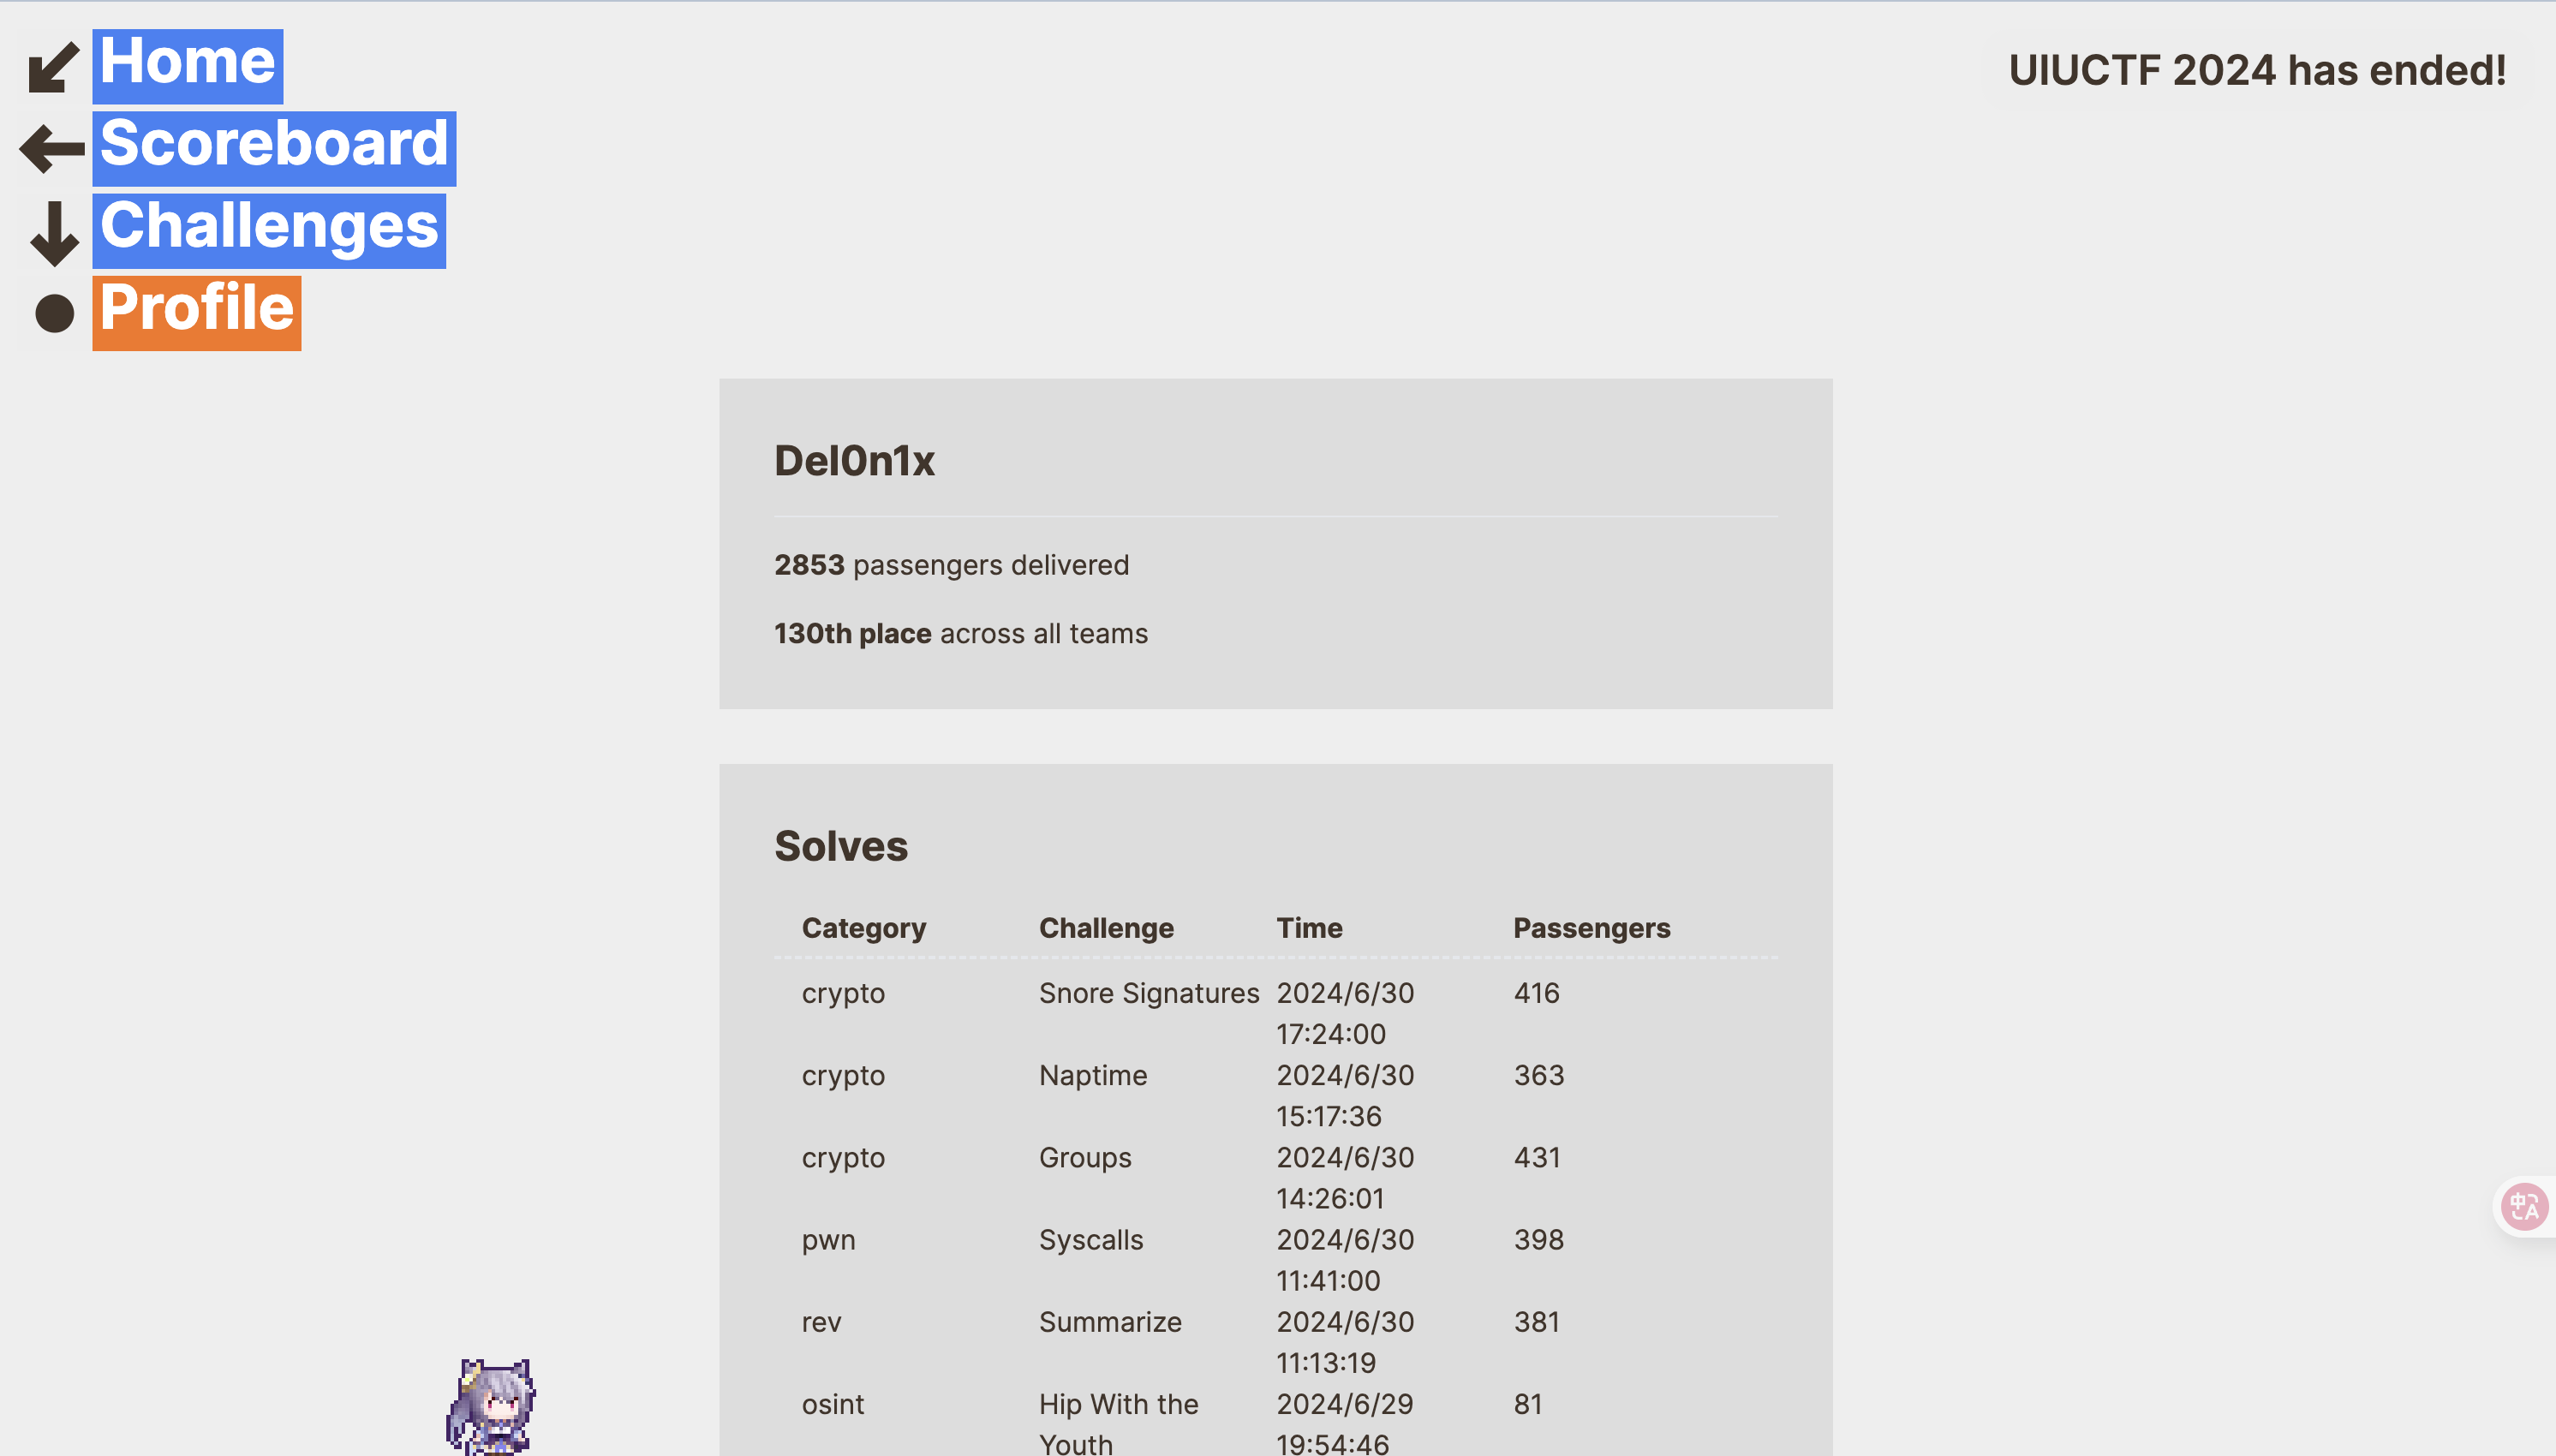 Home
UIUCTF 2024 has ended!
Scoreboard
Challenges
Profile
Del0n1x
2853 passengers delivered
130th place across all teams
Solves
Category Challenge Time Passengers
crypto Snore Signatures 2024/6/30 416
17:24:00
crypto Naptime 2024/6/30 363
15:17:36
crypto Groups 2024/6/30 431
14:26:01
pwn Syscalls 2024/6/30 398
11:41:00
rev Summarize 2024/6/30 381
11:13:19
osint Hip With the 2024/6/29 81
Youth 19:54:46
中 A